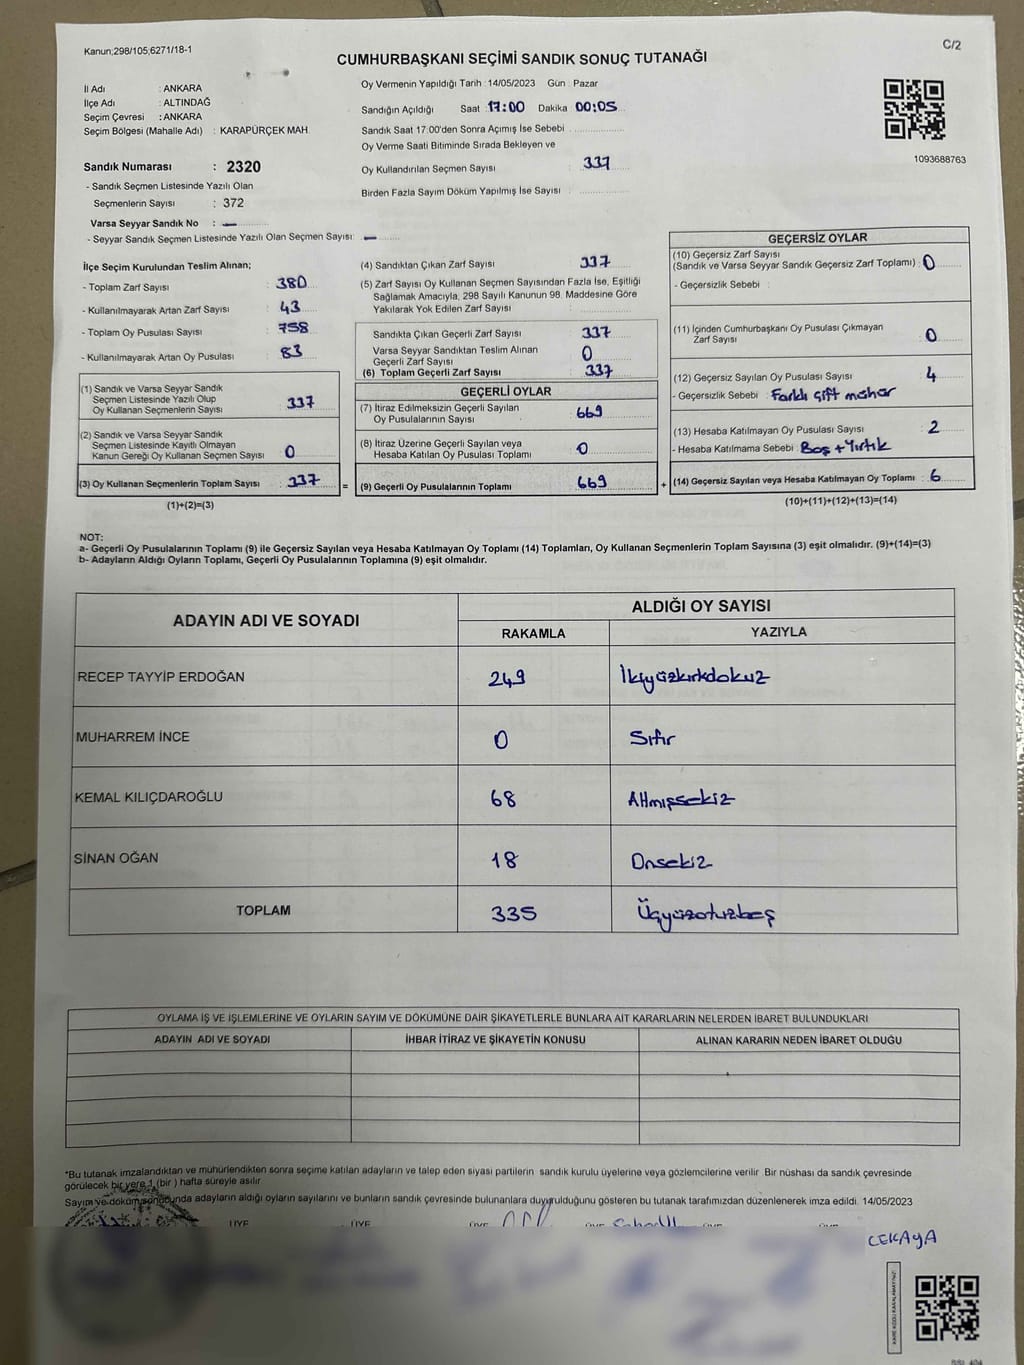 Kanun;298/105,6271/18-1
C/2
CUMHURBAŞKANI SEÇİMİ SANDIK SONUÇ TUTANAĞI
İl Adı : ANKARA
İlçe Adı : ALTINDAĞ
Seçim Çevresi : ANKARA
Seçim Bölgesi (Mahalle Adı) : KARAPÜRÇEK MAH.
Sandık Numarası : 2320
- Sandık Seçmen Listesinde Yazılı Olan
Seçmenlerin Sayısı : 372
Varsa Seyyar Sandık No : —
- Seyyar Sandık Seçmen Listesinde Yazılı Olan Seçmen Sayısı: —
Oy Vermenin Yapıldığı Tarih : 14/05/2023 Gün : Pazar
Sandığın Açıldığı Saat : 17:00 Dakika 00:05
Sandık Saat 17:00'den Sonra Açımış İse Sebebi
Oy Verme Saati Bitiminde Sırada Bekleyen ve
Oy Kullandırılan Seçmen Sayısı : 337
Birden Fazla Sayım Döküm Yapılmış İse Sayısı :
1093688763
İlçe Seçim Kurulundan Teslim Alınan;
- Toplam Zarf Sayısı : 380
- Kullanılmayarak Artan Zarf Sayısı : 43
- Toplam Oy Pusulası Sayısı : 758
- Kullanılmayarak Artan Oy Pusulası : 83
(1) Sandık ve Varsa Seyyar Sandık
Seçmen Listesinde Yazılı Olup
Oy Kullanan Seçmenlerin Sayısı : 337
(2) Sandık ve Varsa Seyyar Sandık
Seçmen Listesinde Kayıtlı Olmayan
Kanun Gereği Oy Kullanan Seçmen Sayısı : 0
(3) Oy Kullanan Seçmenlerin Toplam Sayısı : 337
(1)+(2)=(3)
(4) Sandıktan Çıkan Zarf Sayısı : 337
(5) Zarf Sayısı Oy Kullanan Seçmen Sayısından Fazla İse, Eşitliği
Sağlamak Amacıyla; 298 Sayılı Kanunun 98. Maddesine Göre
Yakılarak Yok Edilen Zarf Sayısı :
Sandıkta Çıkan Geçerli Zarf Sayısı : 337
Varsa Seyyar Sandıktan Teslim Alınan
Geçerli Zarf Sayısı : 0
(6) Toplam Geçerli Zarf Sayısı : 337
GEÇERLİ OYLAR
(7) İtiraz Edilmeksizin Geçerli Sayılan
Oy Pusulalarının Sayısı : 669
(8) İtiraz Üzerine Geçerli Sayılan veya
Hesaba Katılan Oy Pusulası Toplamı : 0
= (9) Geçerli Oy Pusulalarının Toplamı : 669
GEÇERSİZ OYLAR
(10) Geçersiz Zarf Sayısı
(Sandık ve Varsa Seyyar Sandık Geçersiz Zarf Toplamı) : 0
- Geçersizlik Sebebi :
(11) İçinden Cumhurbaşkanı Oy Pusulası Çıkmayan
Zarf Sayısı : 0
(12) Geçersiz Sayılan Oy Pusulası Sayısı : 4
- Geçersizlik Sebebi : Farklı çift mühür
(13) Hesaba Katılmayan Oy Pusulası Sayısı : 2
- Hesaba Katılmama Sebebi : Boş + Yırtık
+ (14) Geçersiz Sayılan veya Hesaba Katılmayan Oy Toplamı : 6
(10)+(11)+(12)+(13)=(14)
NOT:
a- Geçerli Oy Pusulalarının Toplamı (9) ile Geçersiz Sayılan veya Hesaba Katılmayan Oy Toplamı (14) Toplamları, Oy Kullanan Seçmenlerin Toplam Sayısına (3) eşit olmalıdır. (9)+(14)=(3)
b- Adayların Aldığı Oyların Toplamı, Geçerli Oy Pusulalarının Toplamına (9) eşit olmalıdır.
ADAYIN ADI VE SOYADI
ALDIĞI OY SAYISI
RAKAMLA YAZIYLA
RECEP TAYYİP ERDOĞAN 249 İkiyüzkırkdokuz
MUHARREM İNCE 0 Sıfır
KEMAL KILIÇDAROĞLU 68 Altmışsekiz
SİNAN OĞAN 18 Onsekiz
TOPLAM 335 Üçyüzotuzbeş
OYLAMA İŞ VE İŞLEMLERİNE VE OYLARIN SAYIM VE DÖKÜMÜNE DAİR ŞİKAYETLERLE BUNLARA AİT KARARLARIN NELERDEN İBARET BULUNDUKLARI
ADAYIN ADI VE SOYADI İHBAR İTİRAZ VE ŞİKAYETİN KONUSU ALINAN KARARIN NEDEN İBARET OLDUĞU
*Bu tutanak imzalandıktan ve mühürlendikten sonra seçime katılan adayların ve talep eden siyasi partilerin sandık kurulu üyelerine veya gözlemcilerine verilir. Bir nüshası da sandık çevresinde
görülecek bir yere 1 (bir ) hafta süreyle asılır
Sayım ve döküm sonucunda adayların aldığı oyların sayılarını ve bunların sandık çevresinde bulunanlara duyurulduğunu gösteren bu tutanak tarafımızdan düzenlenerek imza edildi. 14/05/2023
ÜYE ÜYE ÜYE ÜYE ÜYE ÜYE
CEKAYA